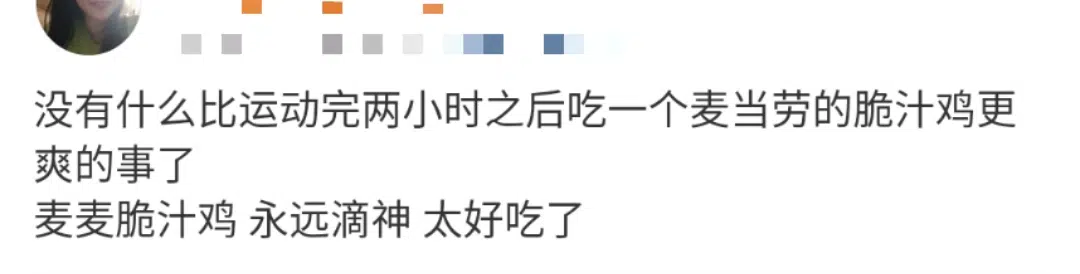 没有什么比运动完两小时之后吃一个麦当劳的脆汁鸡更
爽的事了
麦麦脆汁鸡 永远滴神 太好吃了